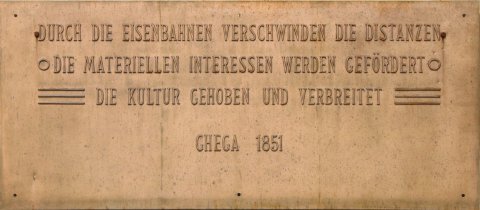 DURCH DIE EISENBAHNEN VERSCHWINDEN DIE DISTANZEN
DIE MATERIELLEN INTERESSEN WERDEN GEFÖRDERT
DIE KULTUR GEHOBEN UND VERBREITET
GHEGA 1851